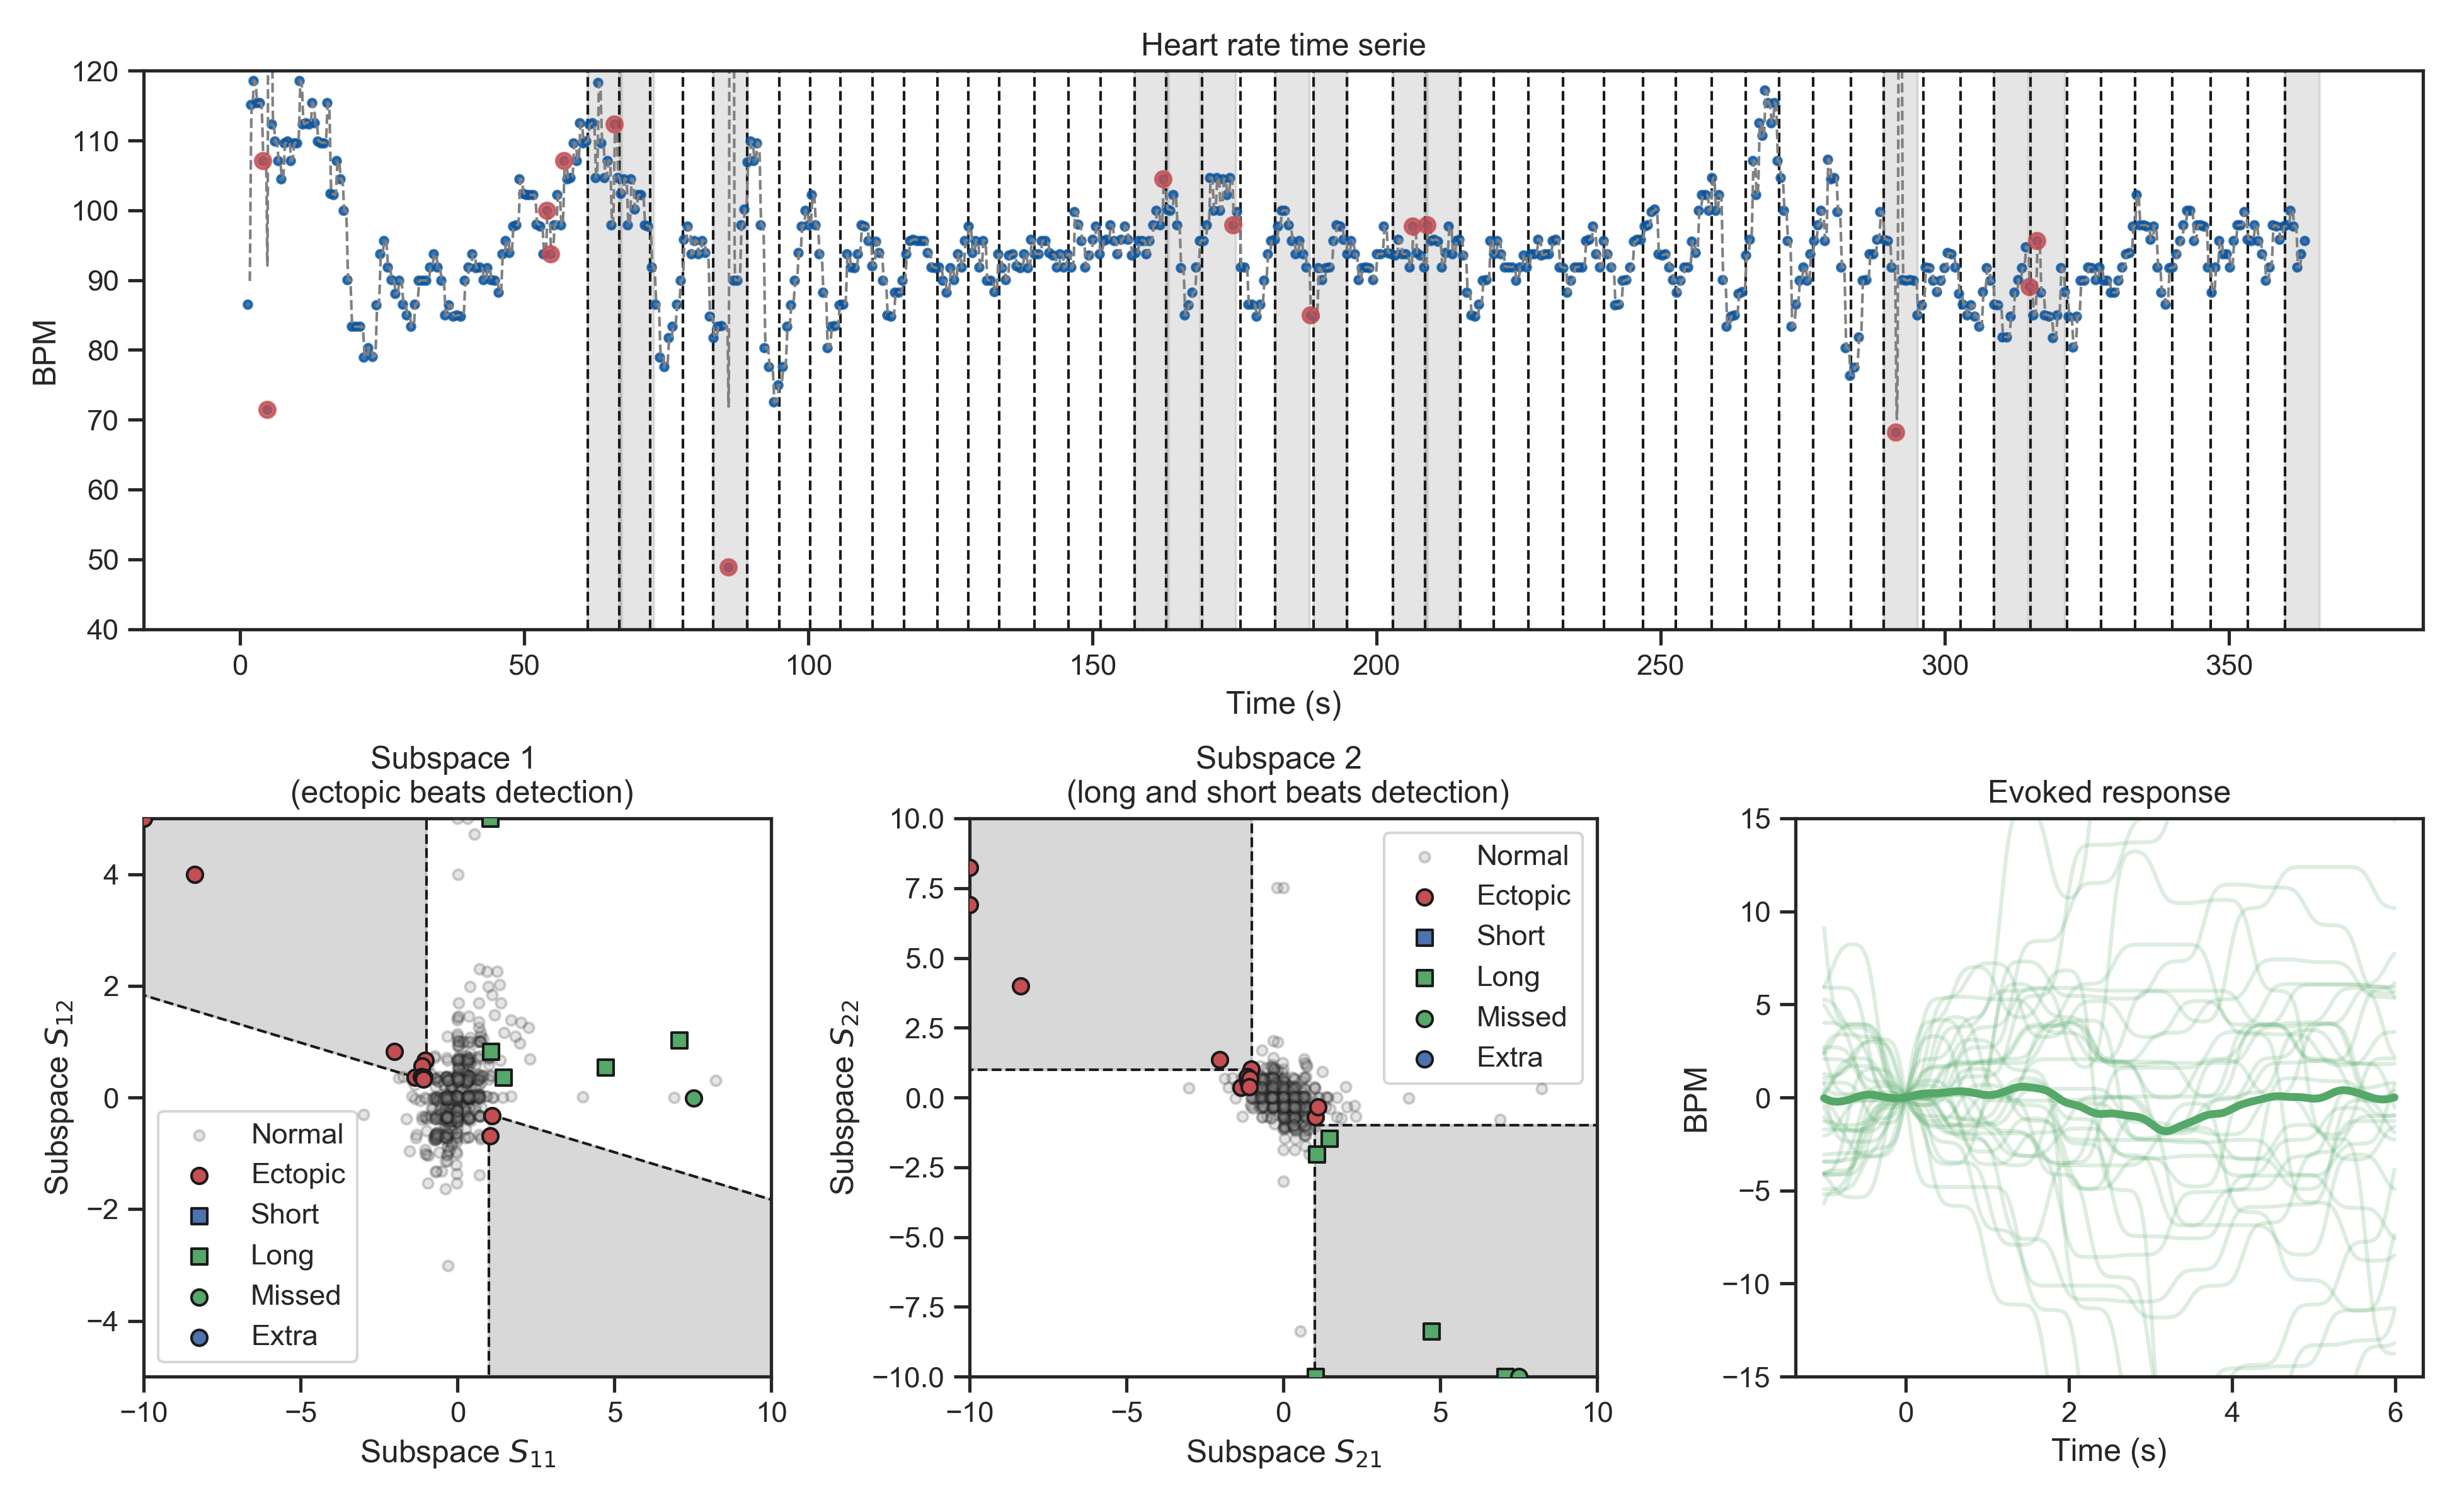 Heart rate time serie
120
110
100
90
80
70
60
50
40
BPM
0 50 100 150 200 250 300 350
Time (s)
Subspace 1
(ectopic beats detection)
4
2
0
−2
−4
Subspace S12
Normal
Ectopic
Short
Long
Missed
Extra
−10 −5 0 5 10
Subspace S11
Subspace 2
(long and short beats detection)
10.0
7.5
5.0
2.5
0.0
−2.5
−5.0
−7.5
−10.0
Subspace S22
Normal
Ectopic
Short
Long
Missed
Extra
−10 −5 0 5 10
Subspace S21
Evoked response
15
10
5
0
−5
−10
−15
BPM
0 2 4 6
Time (s)